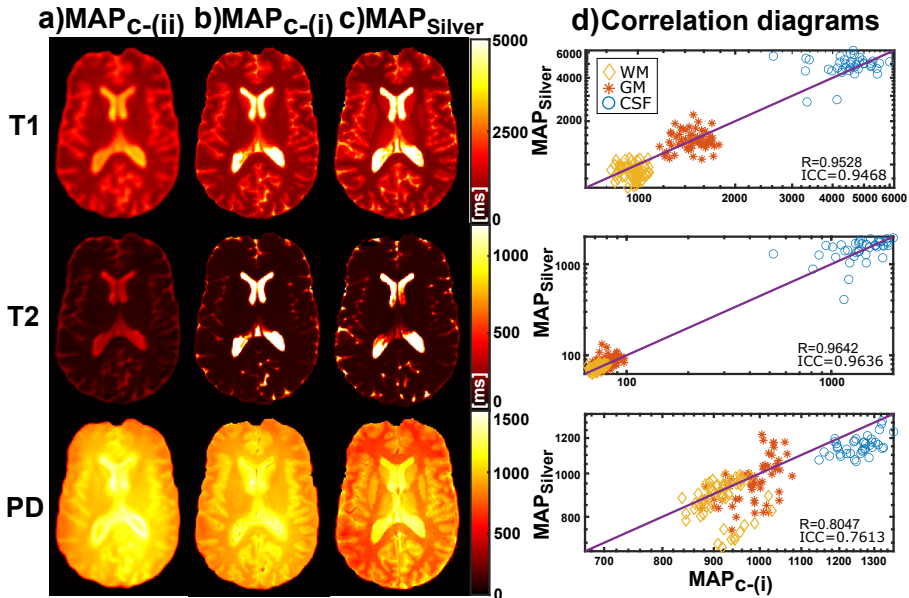 a)MAPC-(ii) b)MAPC-(i) c)MAPSilver d)Correlation diagrams
T1
5000
2500
0
[ms]
MAPSilver
6000
4000
2000
WM
GM
CSF
R=0.9528
ICC=0.9468
1000 2000 3000 4000 5000 6000
T2
1000
500
0
[ms]
MAPSilver
1000
100
R=0.9642
ICC=0.9636
100 1000
PD
1500
1000
500
0
MAPSilver
1200
1000
800
R=0.8047
ICC=0.7613
700 800 900 1000 1100 1200 1300
MAPC-(i)